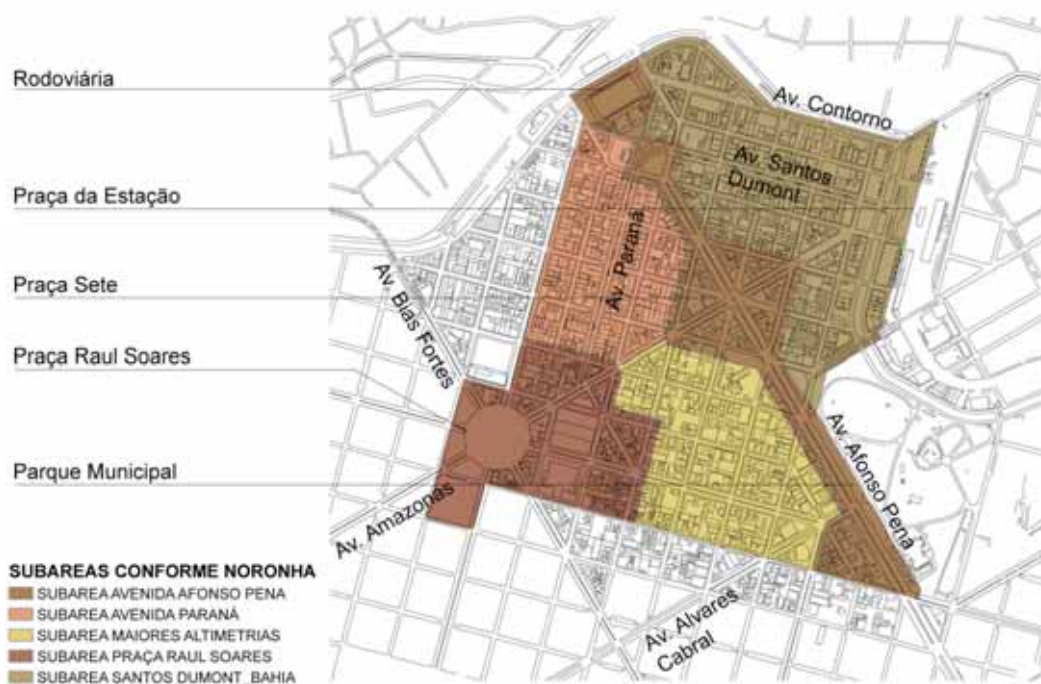 Rodoviária
Praça da Estação
Praça Sete
Praça Raul Soares
Parque Municipal
Av. Contorno
Av. Santos
Dumont
Av. Paraná
Av. Bias Fortes
Av. Afonso Pena
Av. Amazonas
Av. Alvares
Cabral
SUBAREAS CONFORME NORONHA
SUBAREA AVENIDA AFONSO PENA
SUBAREA AVENIDA PARANÁ
SUBAREA MAIORES ALTIMETRIAS
SUBAREA PRAÇA RAUL SOARES
SUBAREA SANTOS DUMONT_BAHIA